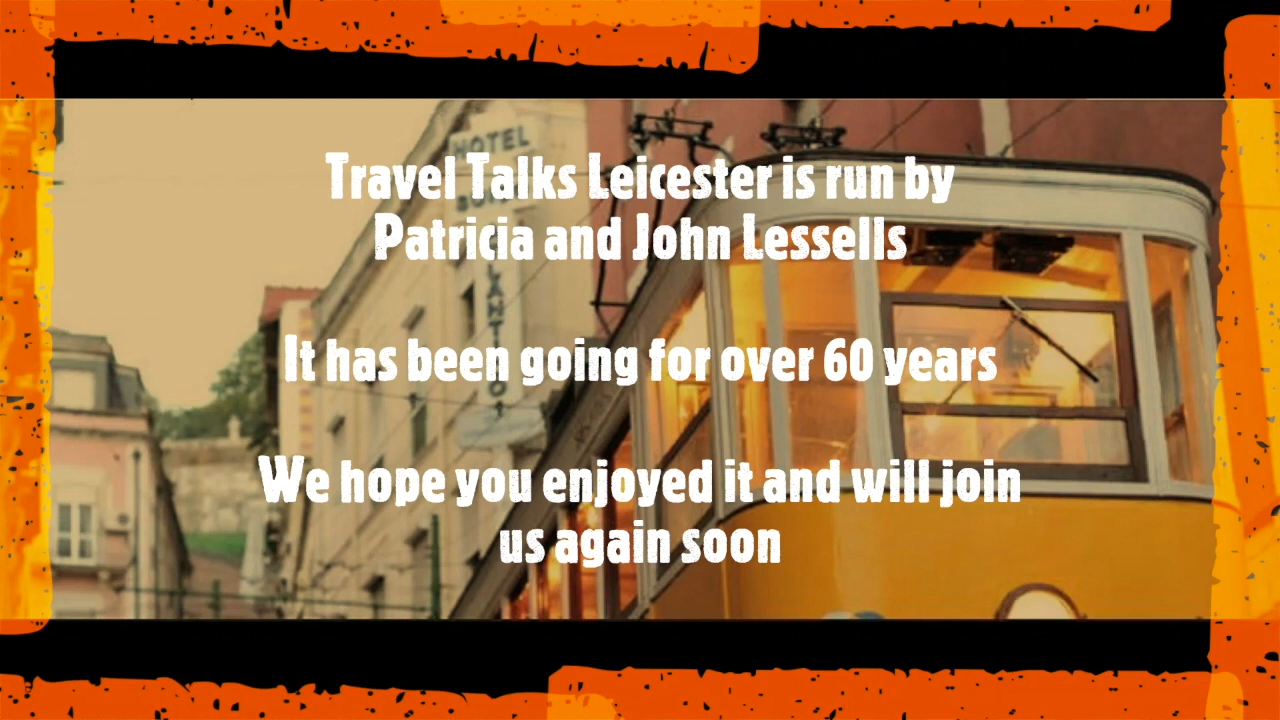 Travel Talks Leicester is run by
Patricia and John Lessells
It has been going for over 60 years
We hope you enjoyed it and will join
us again soon
HOTEL